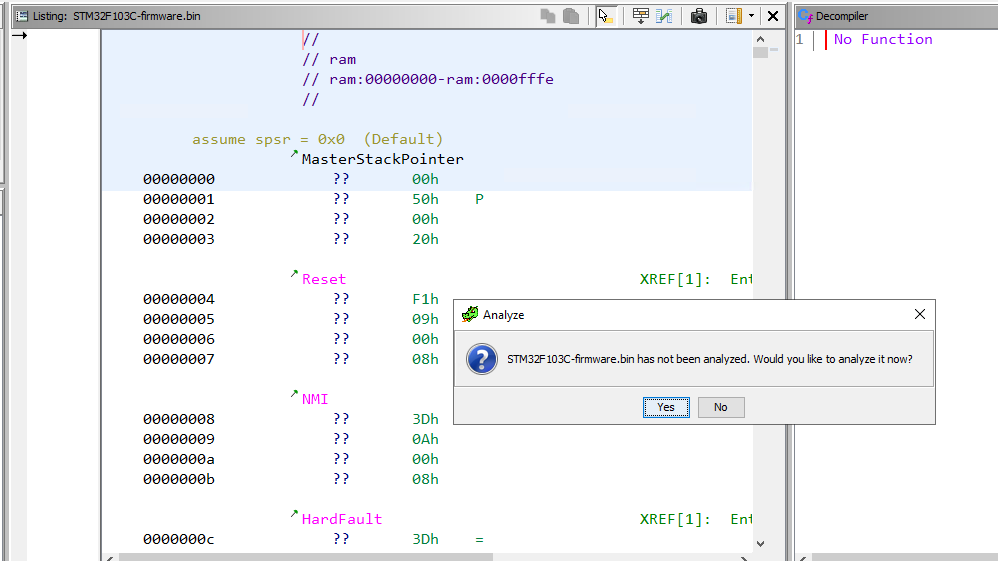 Listing: STM32F103C-firmware.bin
Decompiler
//
// ram
// ram:00000000-ram:0000fffe
//
assume spsr = 0x0 (Default)
MasterStackPointer
00000000 ?? 00h
00000001 ?? 50h P
00000002 ?? 00h
00000003 ?? 20h
Reset XREF[1]: Ent
00000004 ?? F1h
00000005 ?? 09h
00000006 ?? 00h
00000007 ?? 08h
NMI
00000008 ?? 3Dh
00000009 ?? 0Ah
0000000a ?? 00h
0000000b ?? 08h
HardFault XREF[1]: Ent
0000000c ?? 3Dh =
1 No Function
Analyze
STM32F103C-firmware.bin has not been analyzed. Would you like to analyze it now?
Yes No